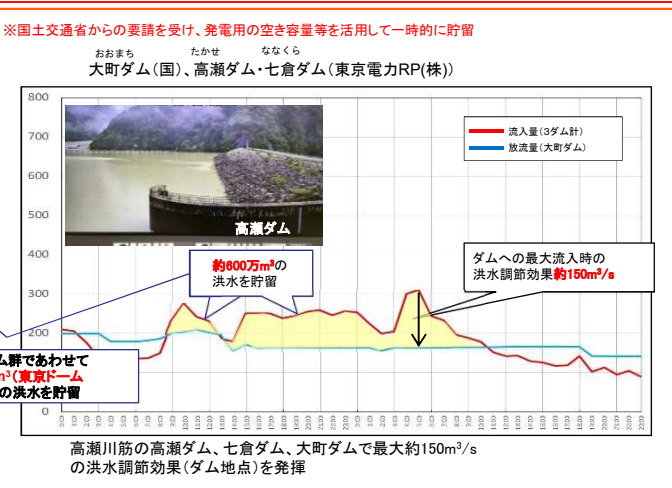 ※国土交通省からの要請を受け、発電用の空き容量等を活用して一時的に貯留
おおまち たかせ ななくら
大町ダム(国)、高瀬ダム・七倉ダム(東京電力RP(株))
800
700
600
500
400
300
200
0
流入量(3ダム計)
放流量(大町ダム)
高瀬ダム
約600万m³の
洪水を貯留
ダムへの最大流入時の
洪水調節効果約150m³/s
ム群であわせて
m³(東京ドーム
の洪水を貯留
高瀬川筋の高瀬ダム、七倉ダム、大町ダムで最大約150m³/s
の洪水調節効果(ダム地点)を発揮